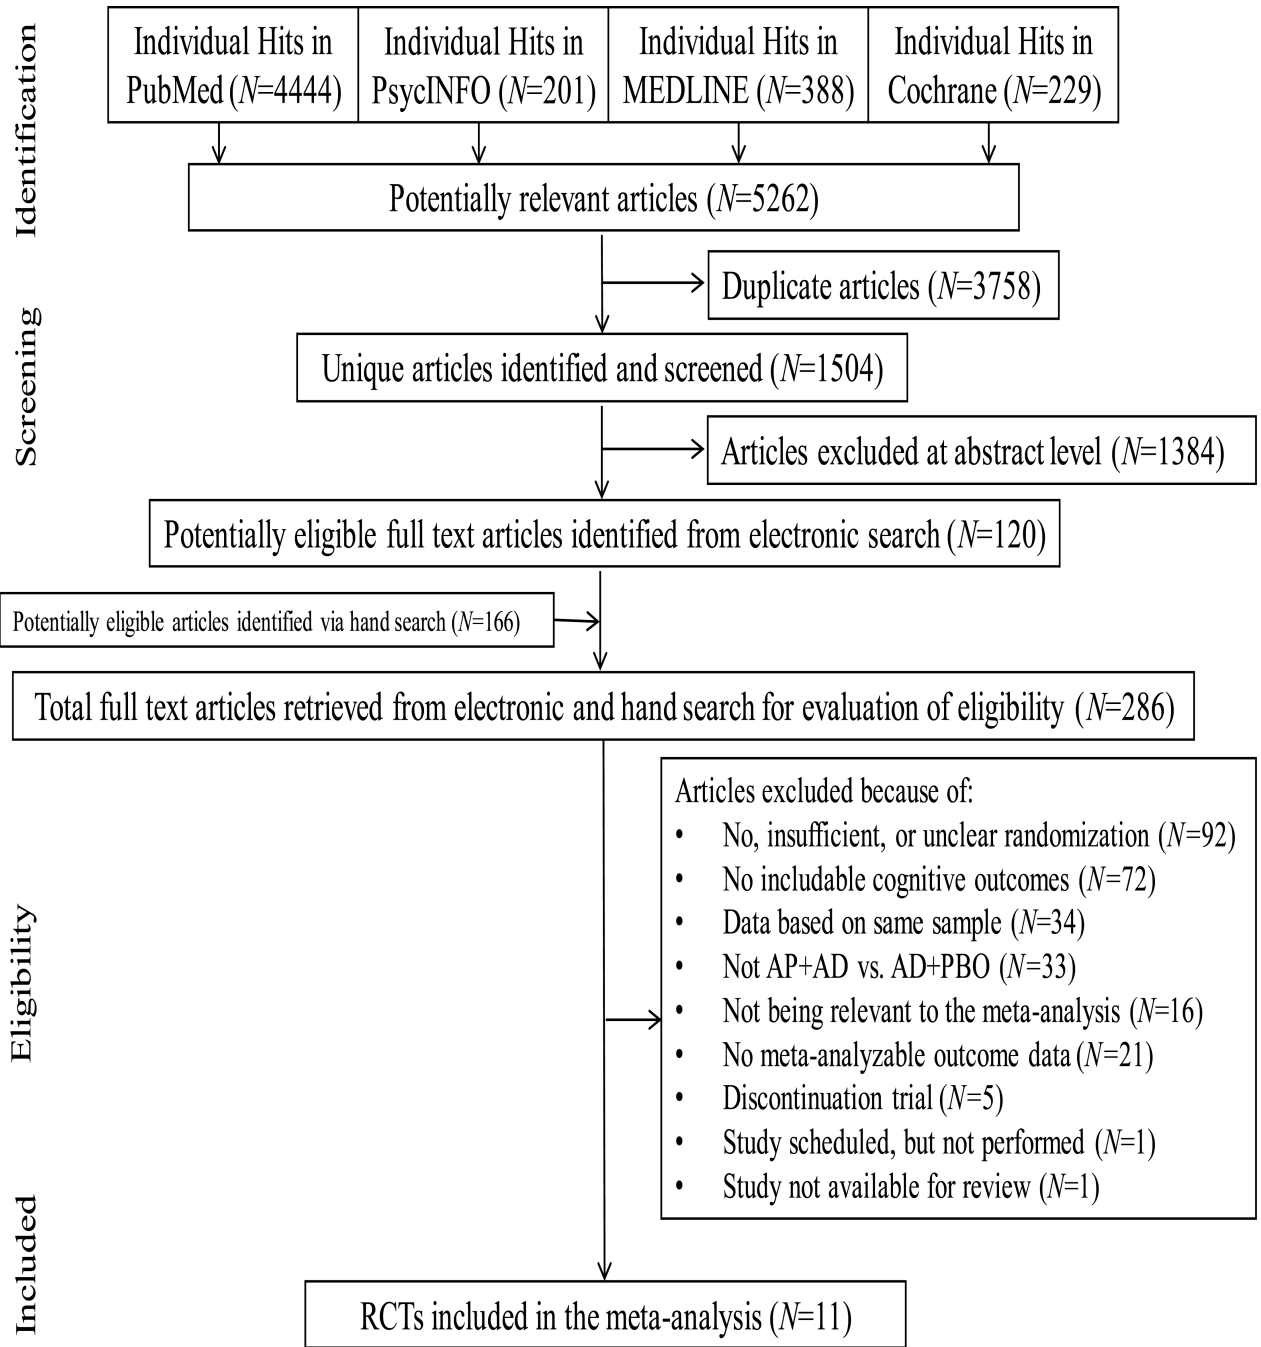 Identification
Individual Hits in
PubMed (N=4444)
Individual Hits in
PsycINFO (N=201)
Individual Hits in
MEDLINE (N=388)
Individual Hits in
Cochrane (N=229)
Potentially relevant articles (N=5262)
Duplicate articles (N=3758)
Screening
Unique articles identified and screened (N=1504)
Articles excluded at abstract level (N=1384)
Potentially eligible full text articles identified from electronic search (N=120)
Potentially eligible articles identified via hand search (N=166)
Total full text articles retrieved from electronic and hand search for evaluation of eligibility (N=286)
Eligibility
Articles excluded because of:
• No, insufficient, or unclear randomization (N=92)
• No includable cognitive outcomes (N=72)
• Data based on same sample (N=34)
• Not AP+AD vs. AD+PBO (N=33)
• Not being relevant to the meta-analysis (N=16)
• No meta-analyzable outcome data (N=21)
• Discontinuation trial (N=5)
• Study scheduled, but not performed (N=1)
• Study not available for review (N=1)
Included
RCTs included in the meta-analysis (N=11)